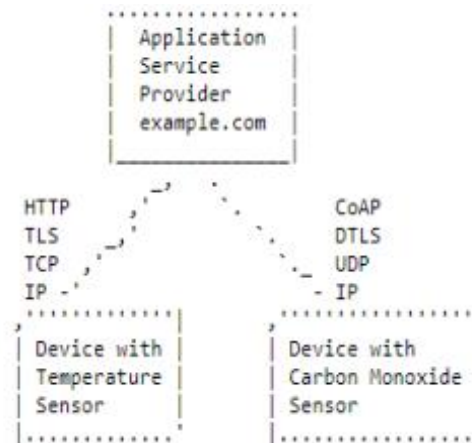 Application
Service
Provider
example.com
HTTP CoAP
TLS DTLS
TCP UDP
IP IP
Device with Device with
Temperature Carbon Monoxide
Sensor Sensor